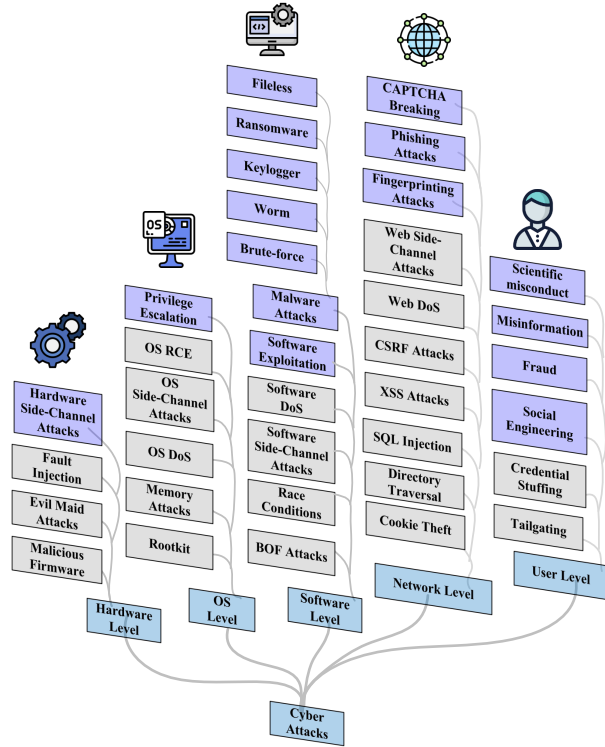 Fileless
Ransomware
Keylogger
Worm
Brute-force
Malware
Attacks
Software
Exploitation
Software
DoS
Software
Side-Channel
Attacks
Race
Conditions
BOF Attacks
Software
Level
CAPTCHA
Breaking
Phishing
Attacks
Fingerprinting
Attacks
Web Side-
Channel
Attacks
Web DoS
CSRF Attacks
XSS Attacks
SQL Injection
Directory
Traversal
Cookie Theft
Network Level
Scientific
misconduct
Misinformation
Fraud
Social
Engineering
Credential
Stuffing
Tailgating
User Level
OS
Privilege
Escalation
OS RCE
OS
Side-Channel
Attacks
OS DoS
Memory
Attacks
Rootkit
OS
Level
Hardware
Side-Channel
Attacks
Fault
Injection
Evil Maid
Attacks
Malicious
Firmware
Hardware
Level
Cyber
Attacks